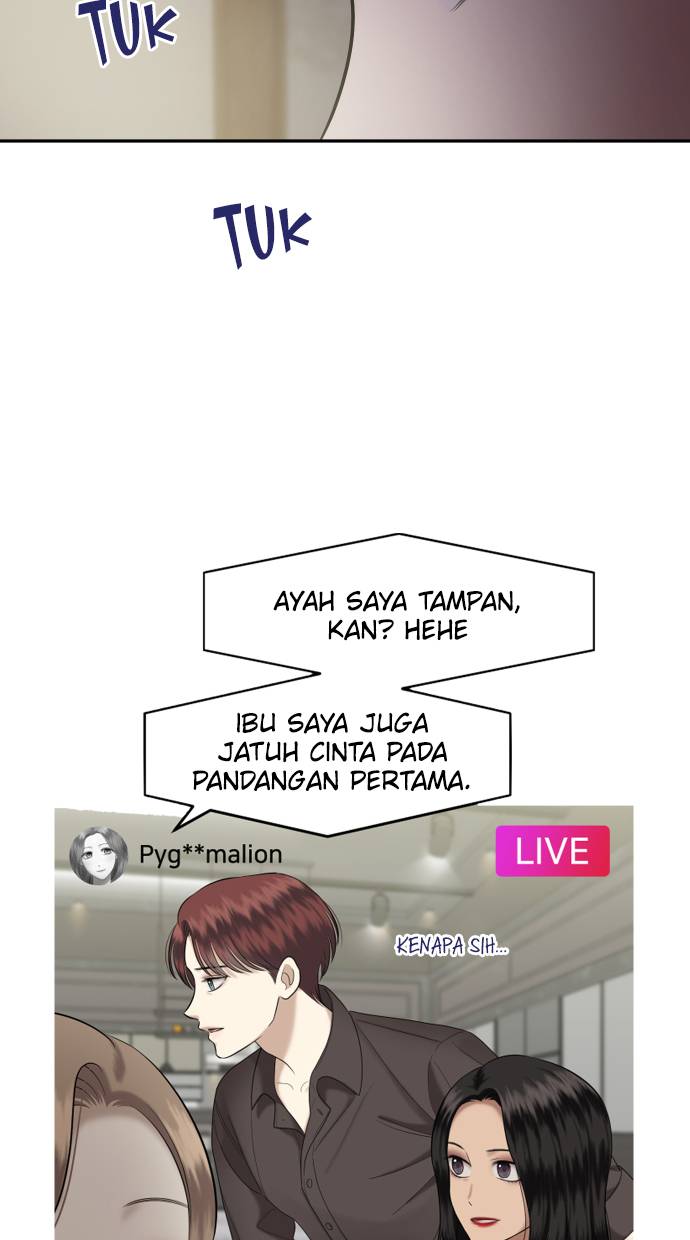 TUK
TUK
AYAH SAYA TAMPAN,
KAN? HEHE
IBU SAYA JUGA
JATUH CINTA PADA
PANDANGAN PERTAMA.
Pyg**malion
LIVE
KENAPA SIH...